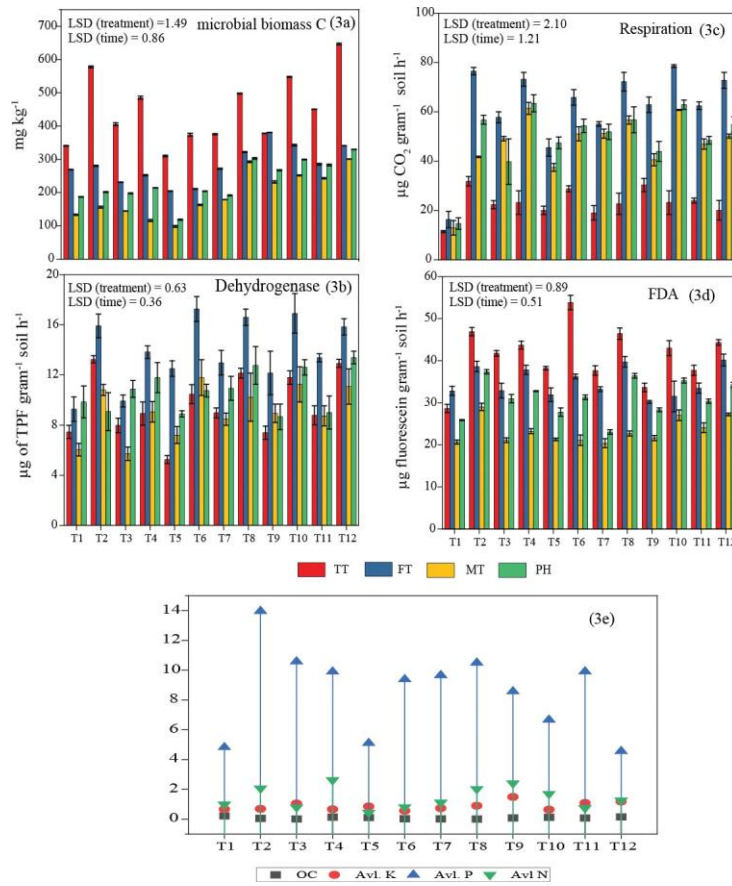 LSD (treatment) =1.49
LSD (time) = 0.86
microbial biomass C (3a)
mg kg⁻¹
700
600
500
400
300
200
100
0
LSD (treatment) = 2.10
LSD (time) = 1.21
Respiration (3c)
µg CO₂ gram⁻¹ soil h⁻¹
100
80
60
40
20
0
LSD (treatment) = 0.63
LSD (time) = 0.36
Dehydrogenase (3b)
µg of TPF gram⁻¹ soil h⁻¹
20
16
12
8
4
0
T1 T2 T3 T4 T5 T6 T7 T8 T9 T10 T11 T12
LSD (treatment) = 0.89
LSD (time) = 0.51
FDA (3d)
µg fluorescein gram⁻¹ soil h⁻¹
60
50
40
30
20
10
0
T1 T2 T3 T4 T5 T6 T7 T8 T9 T10 T11 T12
TT FT MT PH
(3e)
14
12
10
8
6
4
2
0
T1 T2 T3 T4 T5 T6 T7 T8 T9 T10 T11 T12
OC Avl. K Avl. P Avl N